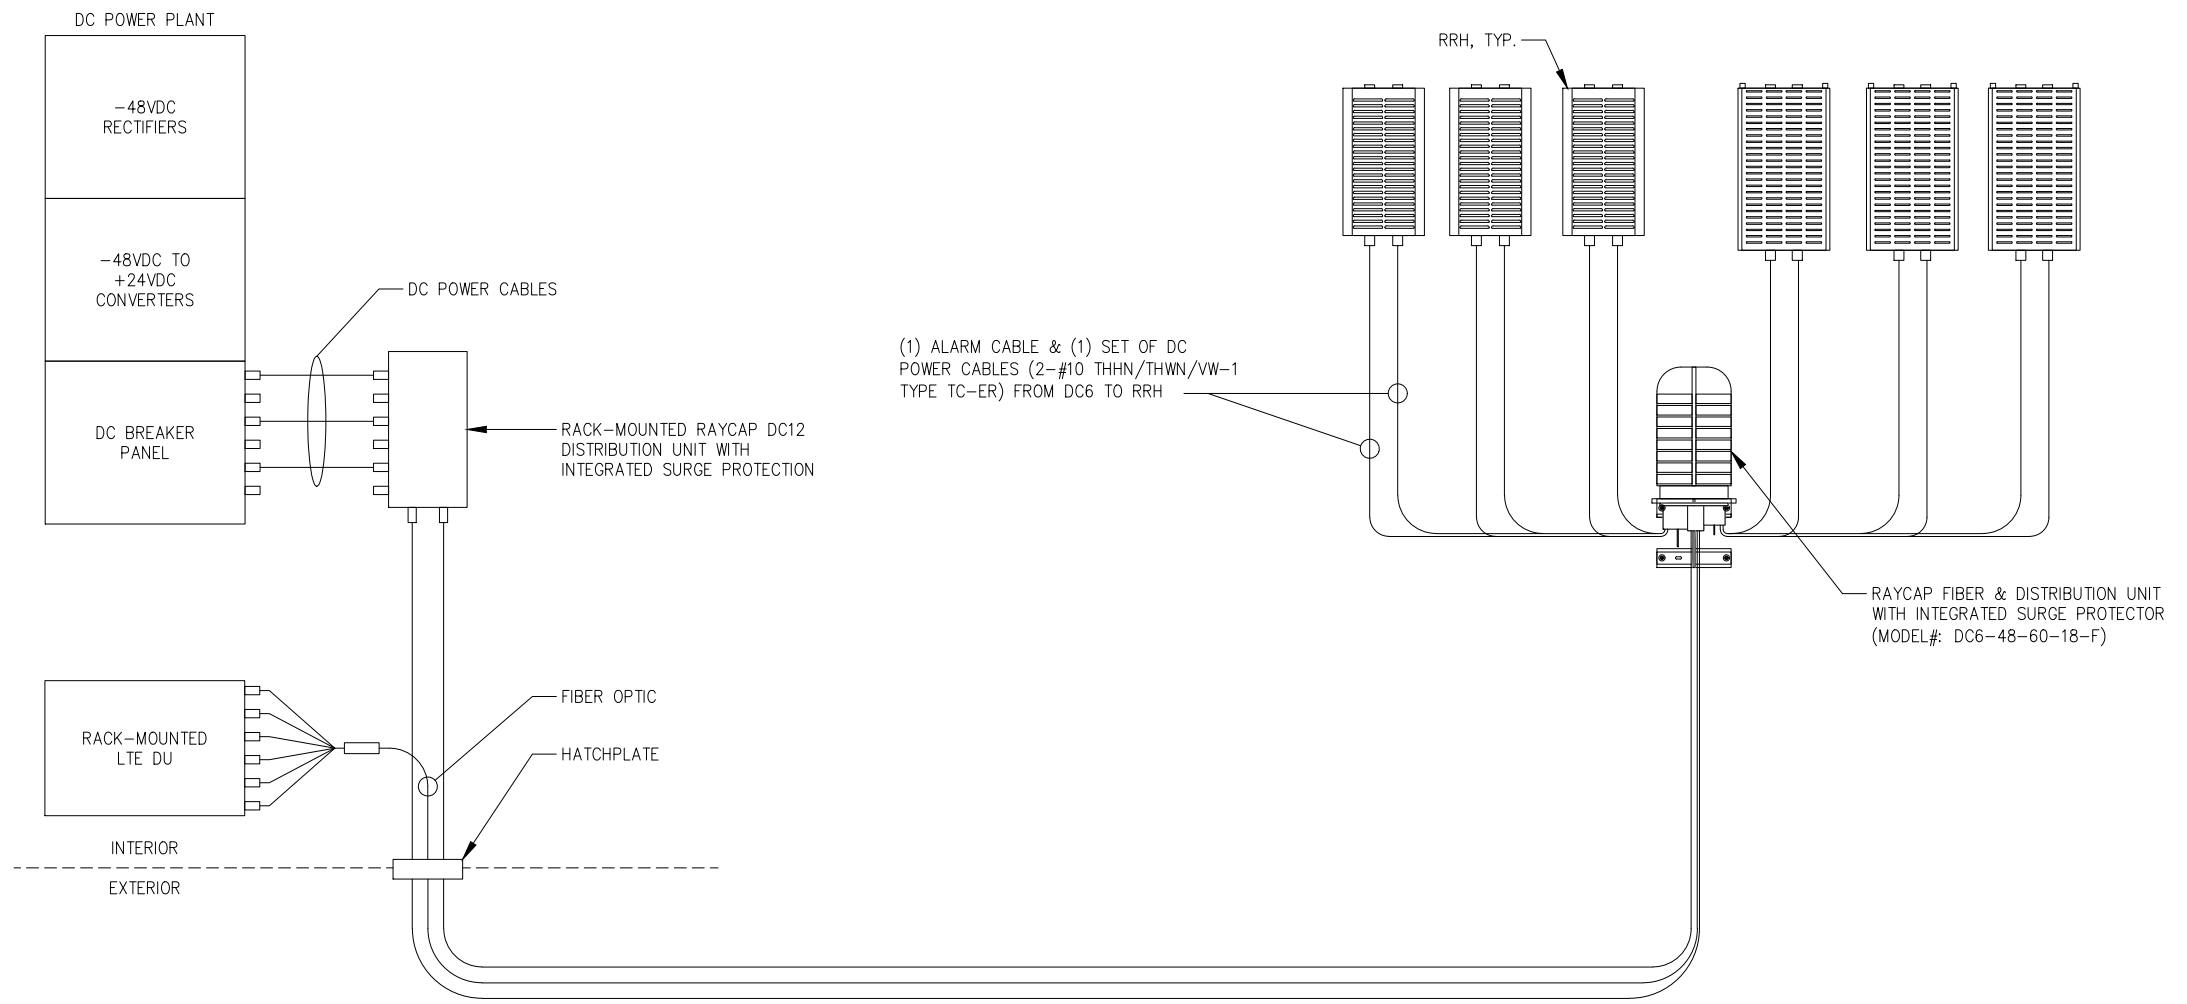 DC POWER PLANT
-48VDC
RECTIFIERS
-48VDC TO
+24VDC
CONVERTERS
DC BREAKER
PANEL
DC POWER CABLES
RACK-MOUNTED RAYCAP DC12
DISTRIBUTION UNIT WITH
INTEGRATED SURGE PROTECTION
RRH, TYP.
(1) ALARM CABLE & (1) SET OF DC
POWER CABLES (2-#10 THHN/THWN/VW-1
TYPE TC-ER) FROM DC6 TO RRH
RAYCAP FIBER & DISTRIBUTION UNIT
WITH INTEGRATED SURGE PROTECTOR
(MODEL#: DC6-48-60-18-F)
RACK-MOUNTED
LTE DU
FIBER OPTIC
HATCHPLATE
INTERIOR
EXTERIOR